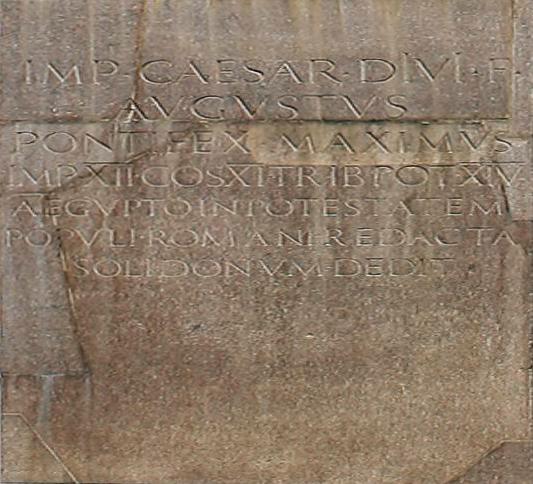 IMP·CAESAR·DIVI·F·
AVGVSTVS
PONTIFEX·MAXIMVS
IMP·XII·COS·XI·TRIB·POT·XIV
AEGVPTO·IN·POTESTATEM
POPVLI·ROMANI·REDACTA
SOLI·DONVM·DEDIT